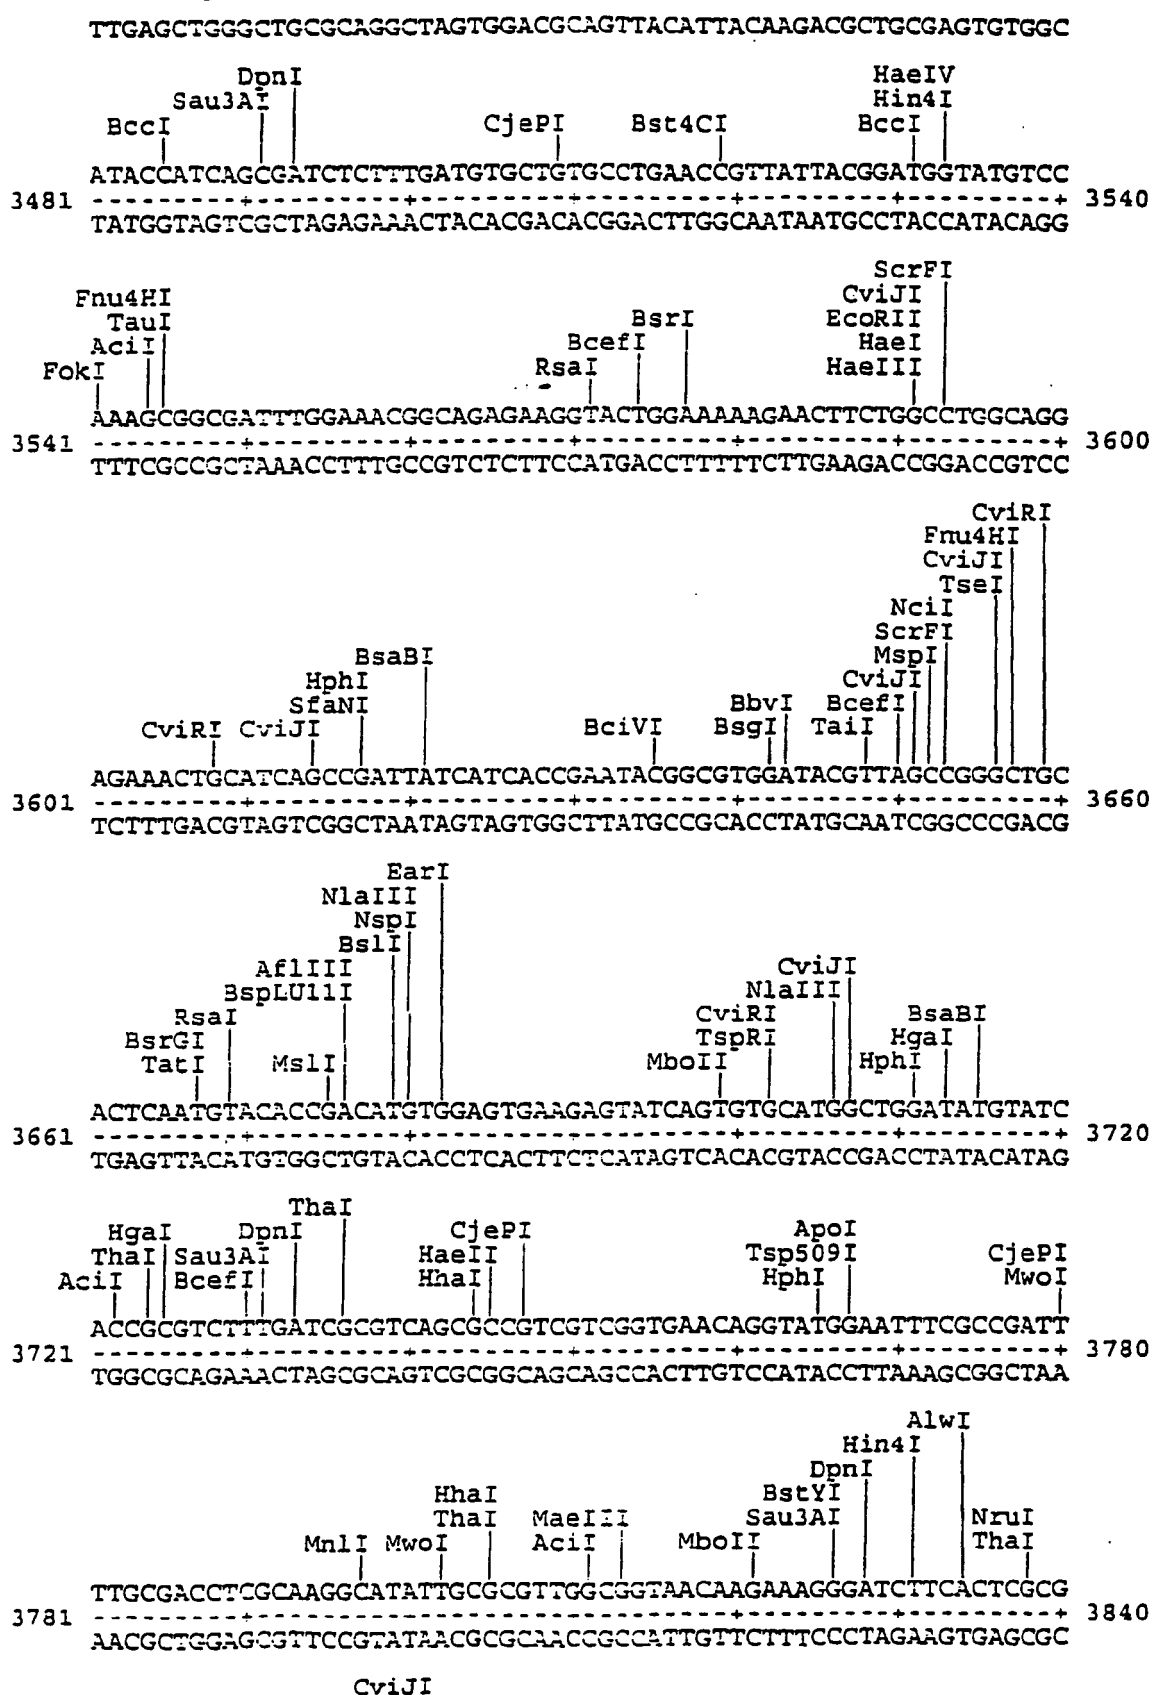 TTGAGCTGGGCTGCGCAGGCTAGTGGACGCAGTTACATTACAAGACGCTGCGAGTGTGGC
DpnI HaeIV
Sau3AI Hin4I
BccI CjePI Bst4CI BccI
ATACCATCAGCGATCTCTTTGATGTGCTGTGCCTGAACCGTTATTACGGATGGTATGTCC
3481 ---------+---------+---------+---------+---------+---------+ 3540
TATGGTAGTCGCTAGAGAAACTACACGACACGGACTTGGCAATAATGCCTACCATACAGG
ScrFI
Fnu4HI CviJI
TauI BsrI EcoRII
AciI BcefI HaeI
FokI RsaI HaeIII
AAAGCGGCGATTTGGAAACGGCAGAGAAGGTACTGGAAAAAGAACTTCTGGCCTGGCAGG
3541 ---------+---------+---------+---------+---------+---------+ 3600
TTTCGCCGCTAAACCTTTGCCGTCTCTTCCATGACCTTTTTCTTGAAGACCGGACCGTCC
CviRI
Fnu4HI
CviJI
TseI
NciI
ScrFI
BsaBI MspI
HphI CviJI
SfaNI BbvI BcefI
CviRI CviJI BciVI BsgI TaiI
AGAAACTGCATCAGCCGATTATCATCACCGAATACGGCGTGGATACGTTAGCCGGGCTGC
3601 ---------+---------+---------+---------+---------+---------+ 3660
TCTTTGACGTAGTCGGCTAATAGTAGTGGCTTATGCCGCACCTATGCAATCGGCCCGACG
EarI
NlaIII
NspI
BslI
AflIII CviJI
BspLU11I NlaIII
RsaI CviRI BsaBI
BsrGI TspRI HgaI
TatI MslI MboII HphI
ACTCAATGTACACCGACATGTGGAGTGAAGAGTATCAGTGTGCATGGCTGGATATGTATC
3661 ---------+---------+---------+---------+---------+---------+ 3720
TGAGTTACATGTGGCTGTACACCTCACTTCTCATAGTCACACGTACCGACCTATACATAG
ThaI
HgaI DpnI CjePI ApoI
ThaI Sau3AI HaeII Tsp509I CjePI
AciI BcefI HhaI HphI MwoI
ACCGCGTCTTTGATCGCGTCAGCGCCGTCGTCGGTGAACAGGTATGGAATTTCGCCGATT
3721 ---------+---------+---------+---------+---------+---------+ 3780
TGGCGCAGAAACTAGCGCAGTCGCGGCAGCAGCCACTTGTCCATACCTTAAAGCGGCTAA
AlwI
Hin4I
DpnI
HhaI BstYI
ThaI MaeIII Sau3AI NruI
MnlI MwoI AciI MboII ThaI
TTGCGACCTCGCAAGGCATATTGCGCGTTGGCGGTAACAAGAAAGGGATCTTCACTCGCG
3781 ---------+---------+---------+---------+---------+---------+ 3840
AACGCTGGAGCGTTCCGTATAACGCGCAACCGCCATTGTTCTTTCCCTAGAAGTGAGCGC
CviJI